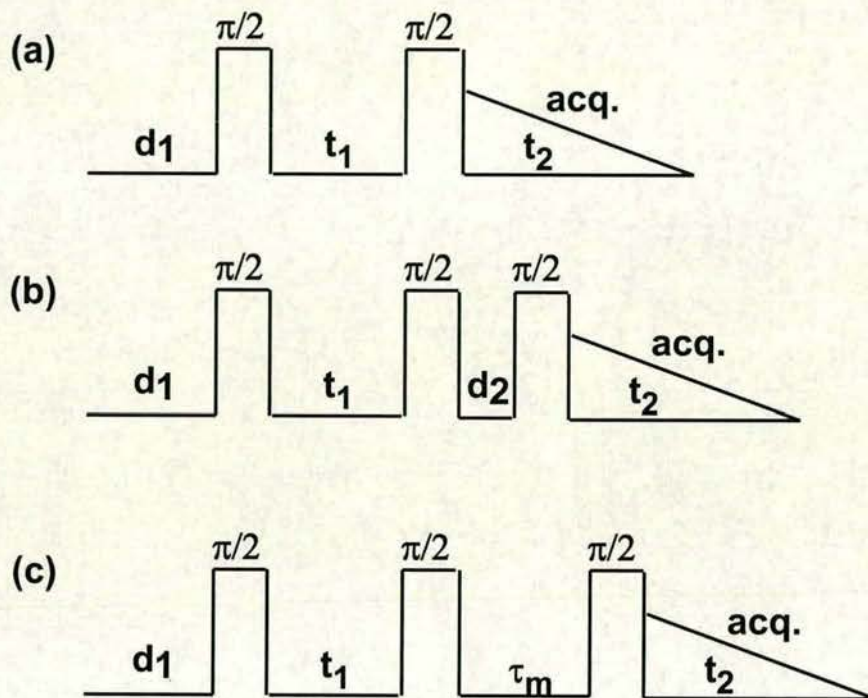 (a) π/2 π/2
d1 t₁ acq. t₂
(b) π/2 π/2 π/2
d1 t₁ d2 acq. t₂
(c) π/2 π/2 π/2
d1 t₁ τₘ acq. t₂